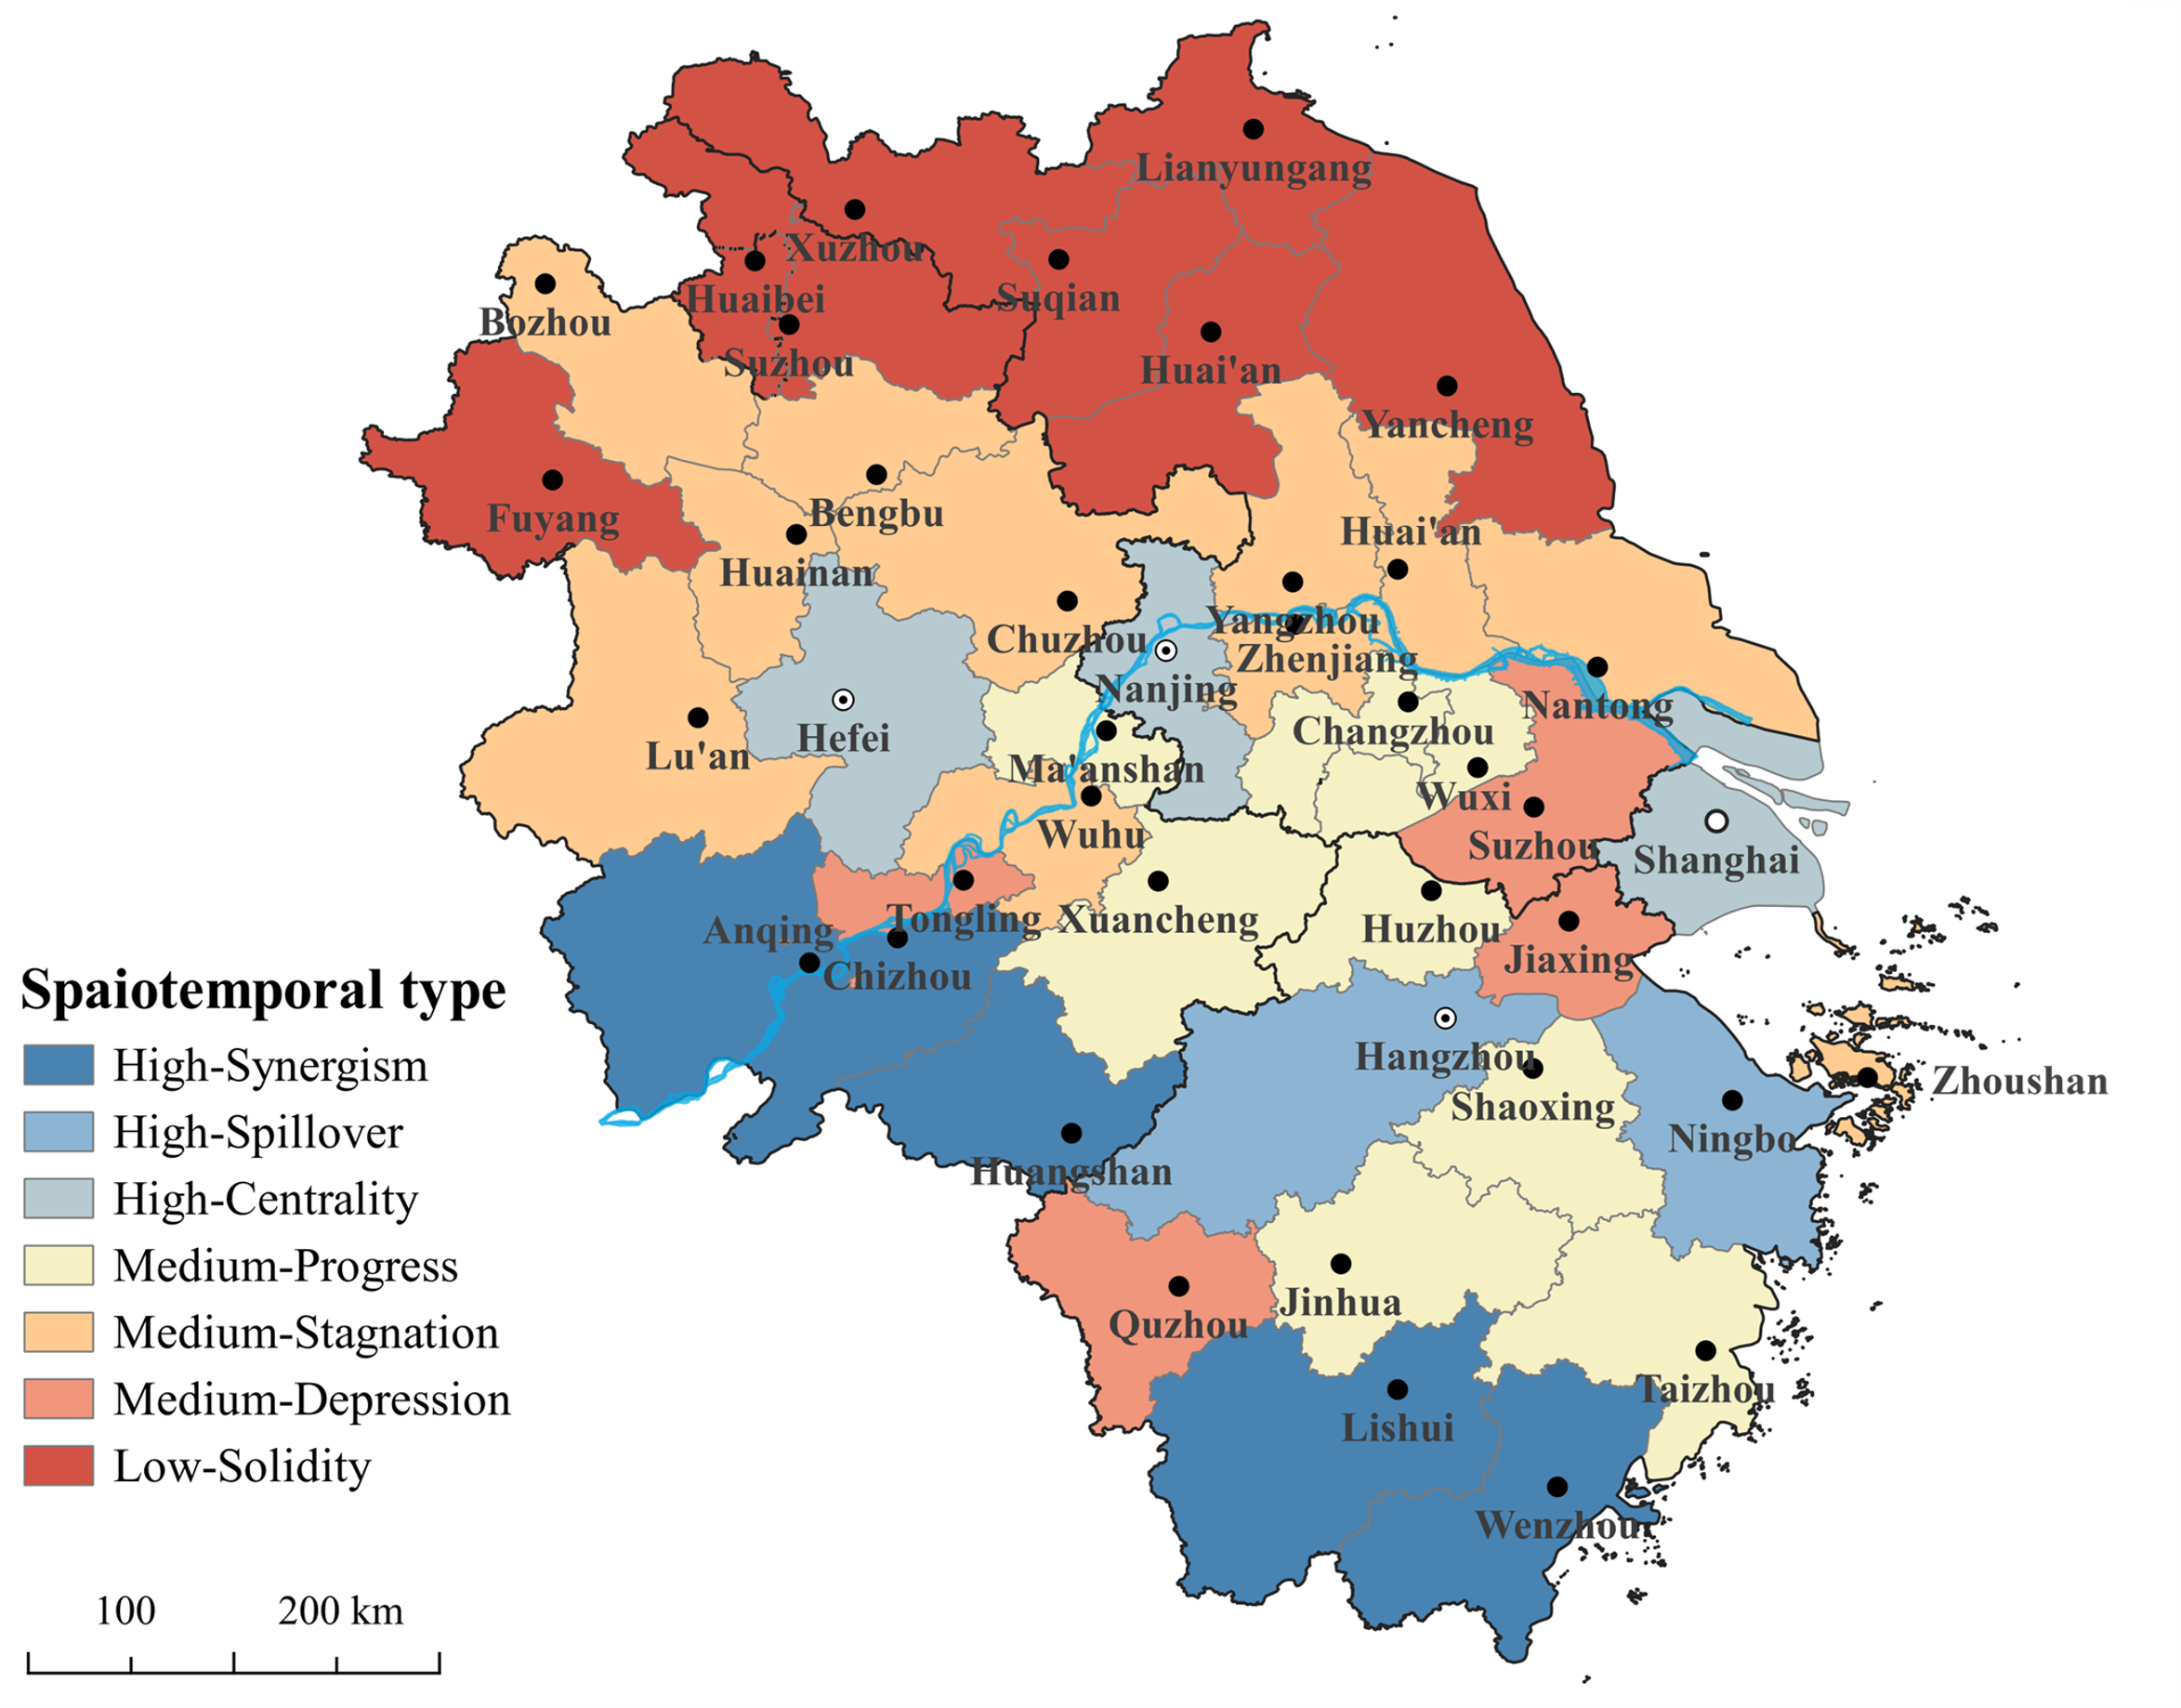 Lianyungang
Xuzhou
Huaibei
Suqian
Bozhou
Suzhou
Huai'an
Yancheng
Fuyang
Bengbu
Huai'an
Huainan
Yangzhou
Chuzhou
Zhenjiang
Nanjing
Nantong
Changzhou
Hefei
Lu'an
Ma'anshan
Wuxi
Wuhu
Suzhou
Shanghai
Tongling
Xuancheng
Anqing
Huzhou
Jiaxing
Chizhou
Hangzhou
Zhoushan
Shaoxing
Ningbo
Huangshan
Jinhua
Quzhou
Taizhou
Lishui
Wenzhou
Spaiotemporal type
High-Synergism
High-Spillover
High-Centrality
Medium-Progress
Medium-Stagnation
Medium-Depression
Low-Solidity
100 200 km